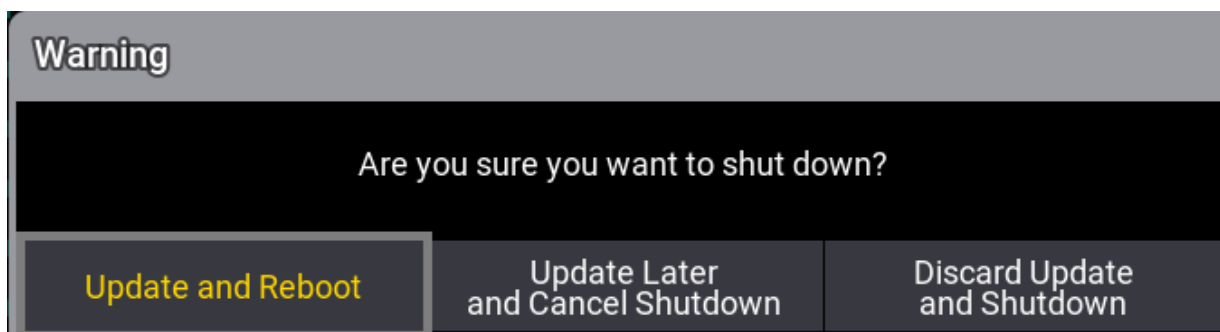 Warning
Are you sure you want to shut down?
Update and Reboot
Update Later
and Cancel Shutdown
Discard Update
and Shutdown